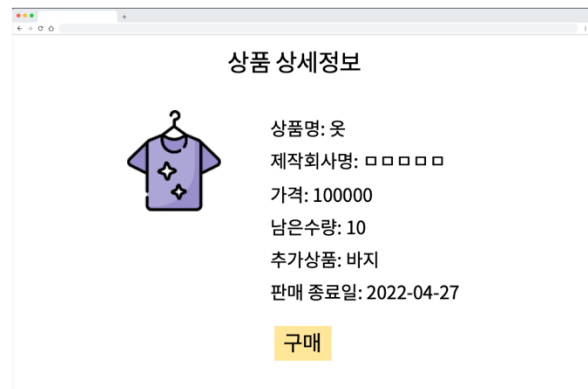 상품 상세정보
상품명: 옷
제작회사명: ㅁㅁㅁㅁㅁ
가격: 100000
남은수량: 10
추가상품: 바지
판매 종료일: 2022-04-27
구매